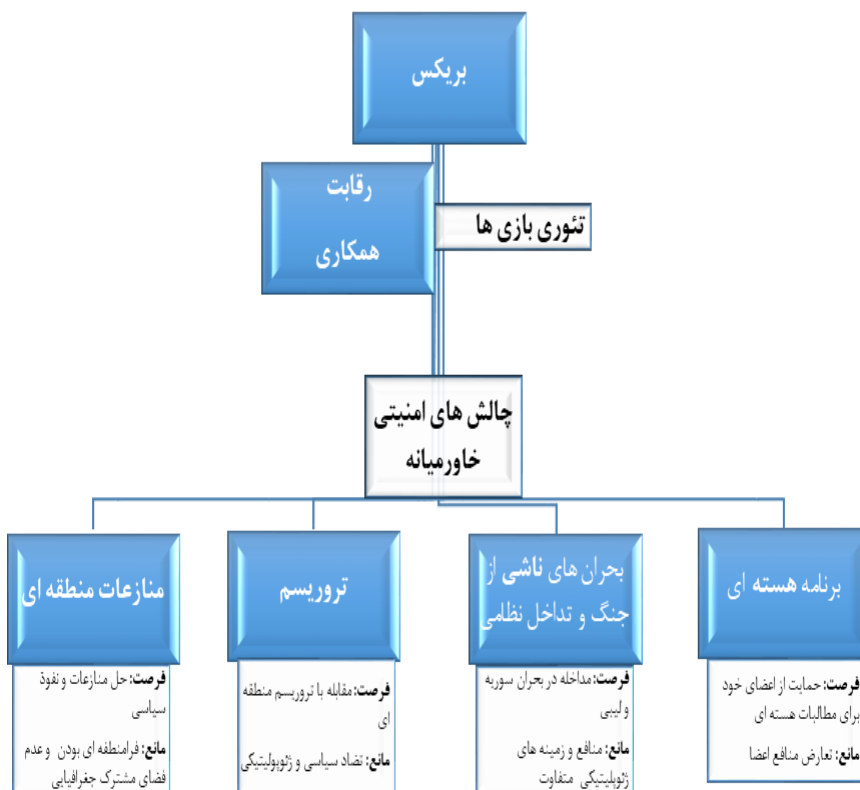 بریکس
رقابت
همکاری
تئوری بازی ها
چالش های امنیتی
خاورمیانه
برنامه هسته ای
فرصت: حمایت از اعضای خود
برای مطالبات هسته ای
مانع: تعارض منافع اعضا
بحران های ناشی از
جنگ و تداخل نظامی
فرصت: مداخله در بحران سوریه
و لیبی
مانع: منافع و زمینه های
ژئوپلیتیکی متفاوت
تروریسم
فرصت: مقابله با تروریسم منطقه
ای
مانع: تضاد سیاسی و ژئوپولیتیکی
منازعات منطقه ای
فرصت: حل منازعات و نفوذ
سیاسی
مانع: فرامنطقه ای بودن و عدم
فضای مشترک جغرافیایی